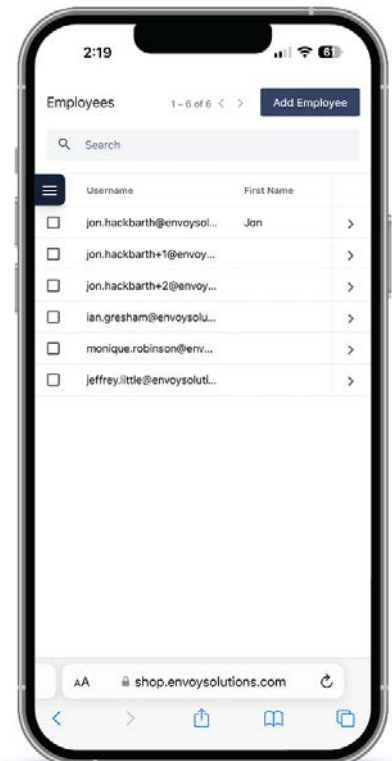 2:19
61
Employees 1 – 6 of 6 < > Add Employee
Search
Username First Name
jon.hackbarth@envoysol... Jon
jon.hackbarth+1@envoy...
jon.hackbarth+2@envoy...
ian.gresham@envoysolu...
monique.robinson@env...
jeffrey.little@envoysoluti...
AA shop.envoysolutions.com